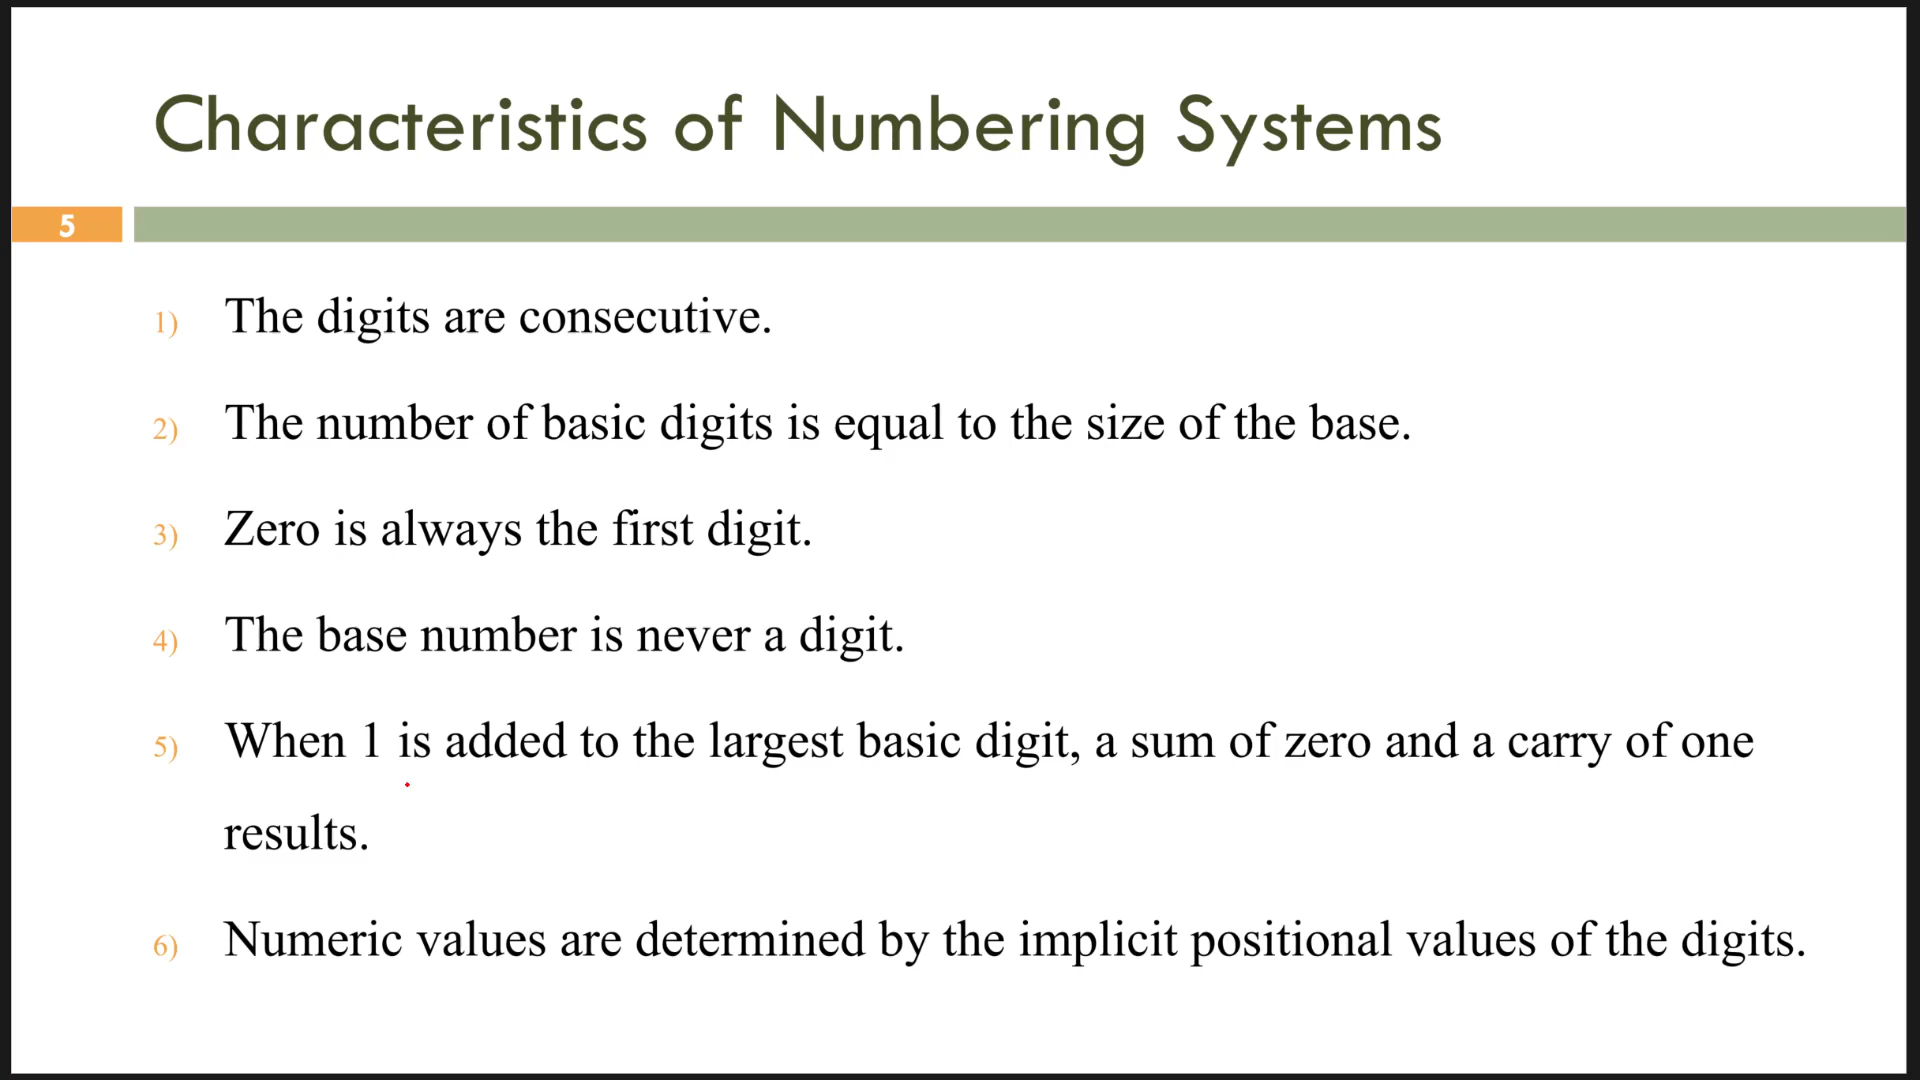 Characteristics of Numbering Systems
5
1) The digits are consecutive.
2) The number of basic digits is equal to the size of the base.
3) Zero is always the first digit.
4) The base number is never a digit.
5) When 1 is added to the largest basic digit, a sum of zero and a carry of one
results.
6) Numeric values are determined by the implicit positional values of the digits.